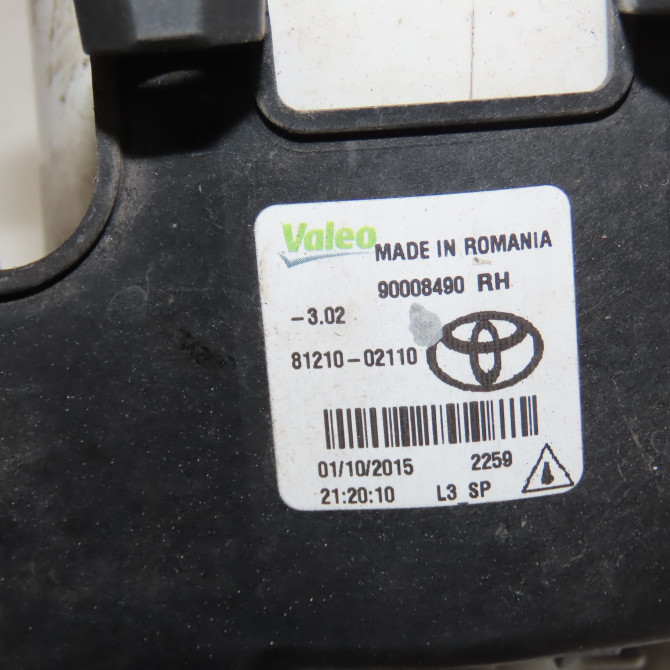 Valeo MADE IN ROMANIA
90008490 RH
-3.02
81210-02110
01/10/2015 2259
21:20:10 L3 SP